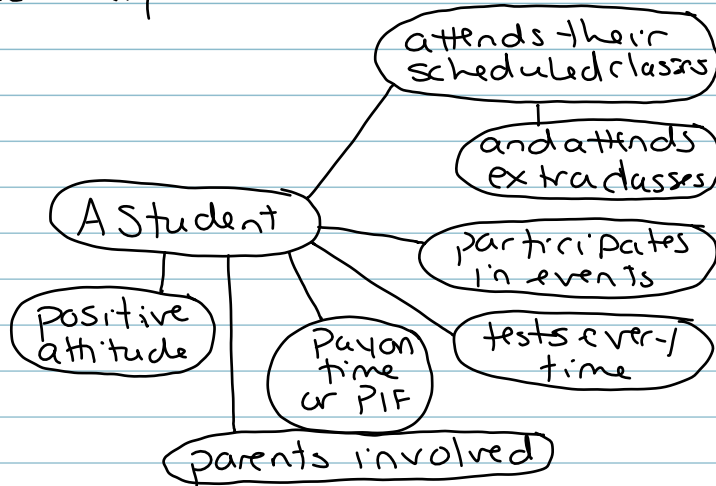 attends their
scheduled classes
and attends
extra classes
A Student
participates
in events
positive
attitude
Pay on
time
or PIF
tests every
time
parents involved